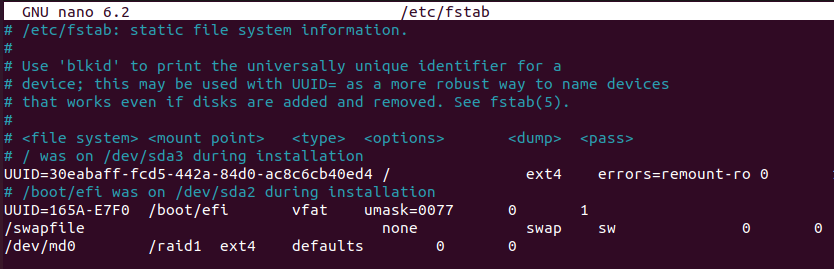 GNU nano 6.2 /etc/fstab
# /etc/fstab: static file system information.
#
# Use 'blkid' to print the universally unique identifier for a
# device; this may be used with UUID= as a more robust way to name devices
# that works even if disks are added and removed. See fstab(5).
#
# <file system> <mount point> <type> <options> <dump> <pass>
# / was on /dev/sda3 during installation
UUID=30eabaff-fcd5-442a-84d0-ac8c6cb40ed4 / ext4 errors=remount-ro 0
# /boot/efi was on /dev/sda2 during installation
UUID=165A-E7F0 /boot/efi vfat umask=0077 0 1
/swapfile none swap sw 0 0
/dev/md0 /raid1 ext4 defaults 0 0